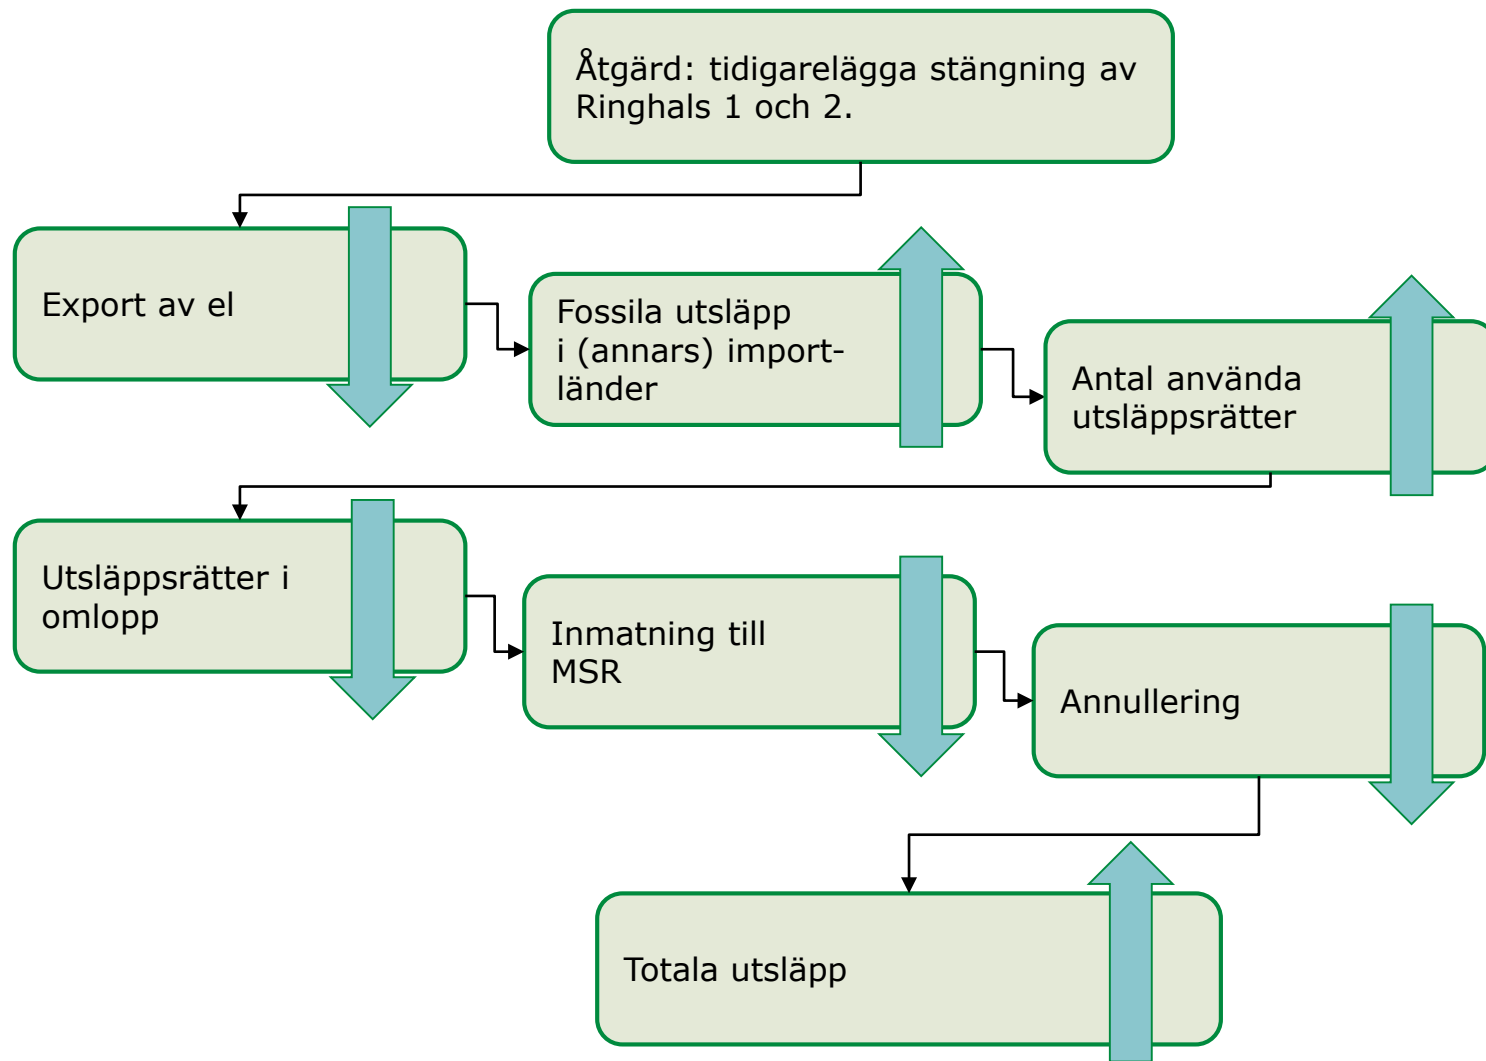 Åtgärd: tidigarelägga stängning av
Ringhals 1 och 2.
Export av el
Fossila utsläpp
i (annars) import-
länder
Antal använda
utsläppsrätter
Utsläppsrätter i
omlopp
Inmatning till
MSR
Annullering
Totala utsläpp